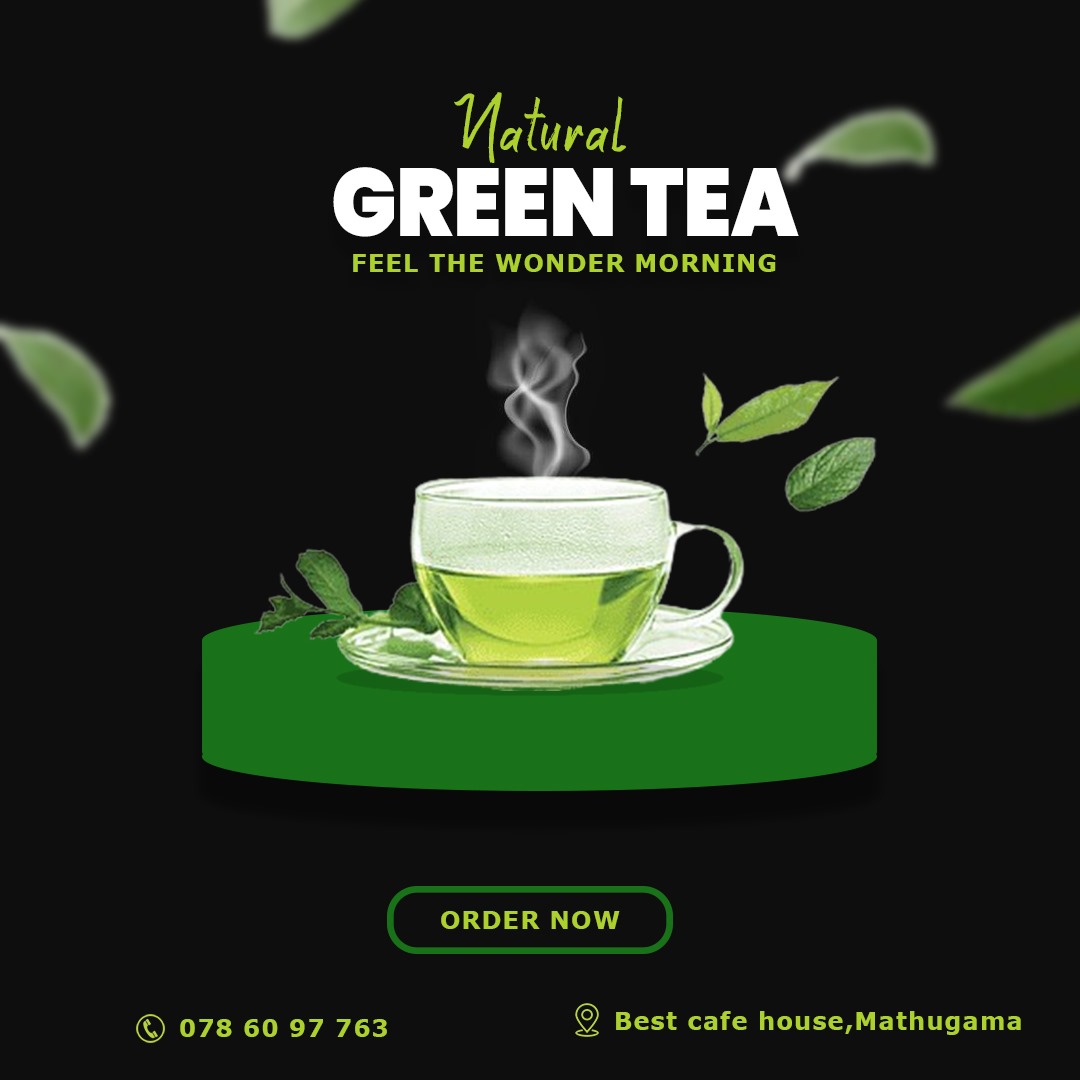 Natural
GREEN TEA
FEEL THE WONDER MORNING
ORDER NOW
078 60 97 763
Best cafe house,Mathugama